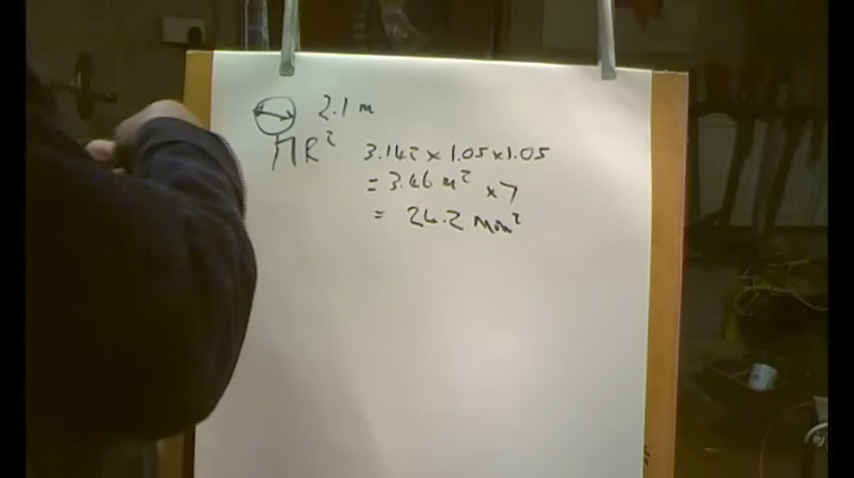 2.1 m
πR² 3.142 x 1.05 x 1.05
= 3.46 m² x 7
= 24.2 mm²